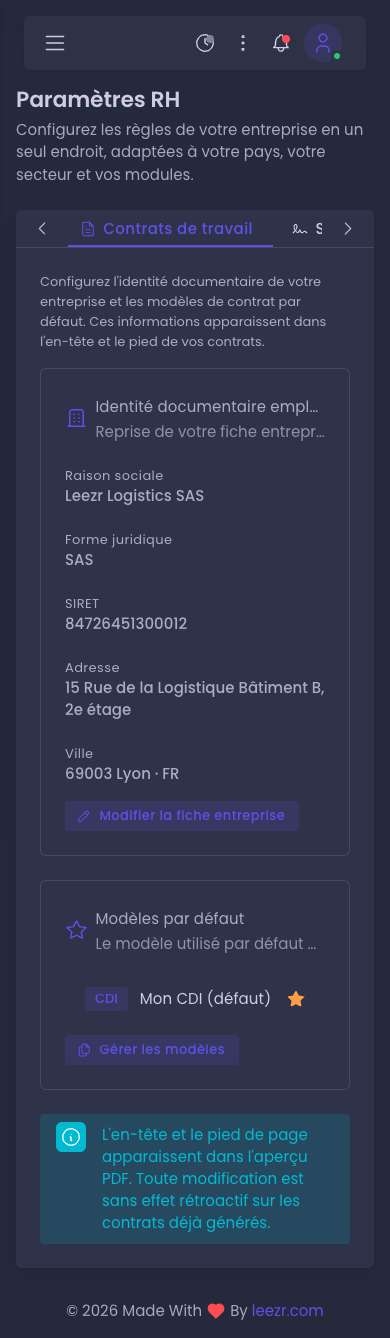 Paramètres RH
Configurez les règles de votre entreprise en un
seul endroit, adaptées à votre pays, votre
secteur et vos modules.
Contrats de travail
S
Configurez l'identité documentaire de votre
entreprise et les modèles de contrat par
défaut. Ces informations apparaissent dans
l'en-tête et le pied de vos contrats.
Identité documentaire empl...
Reprise de votre fiche entrepr...
Raison sociale
Leezr Logistics SAS
Forme juridique
SAS
SIRET
84726451300012
Adresse
15 Rue de la Logistique Bâtiment B,
2e étage
Ville
69003 Lyon · FR
Modifier la fiche entreprise
Modèles par défaut
Le modèle utilisé par défaut ...
CDI Mon CDI (défaut)
Gérer les modèles
L'en-tête et le pied de page
apparaissent dans l'aperçu
PDF. Toute modification est
sans effet rétroactif sur les
contrats déjà générés.
© 2026 Made With ❤ By leezr.com